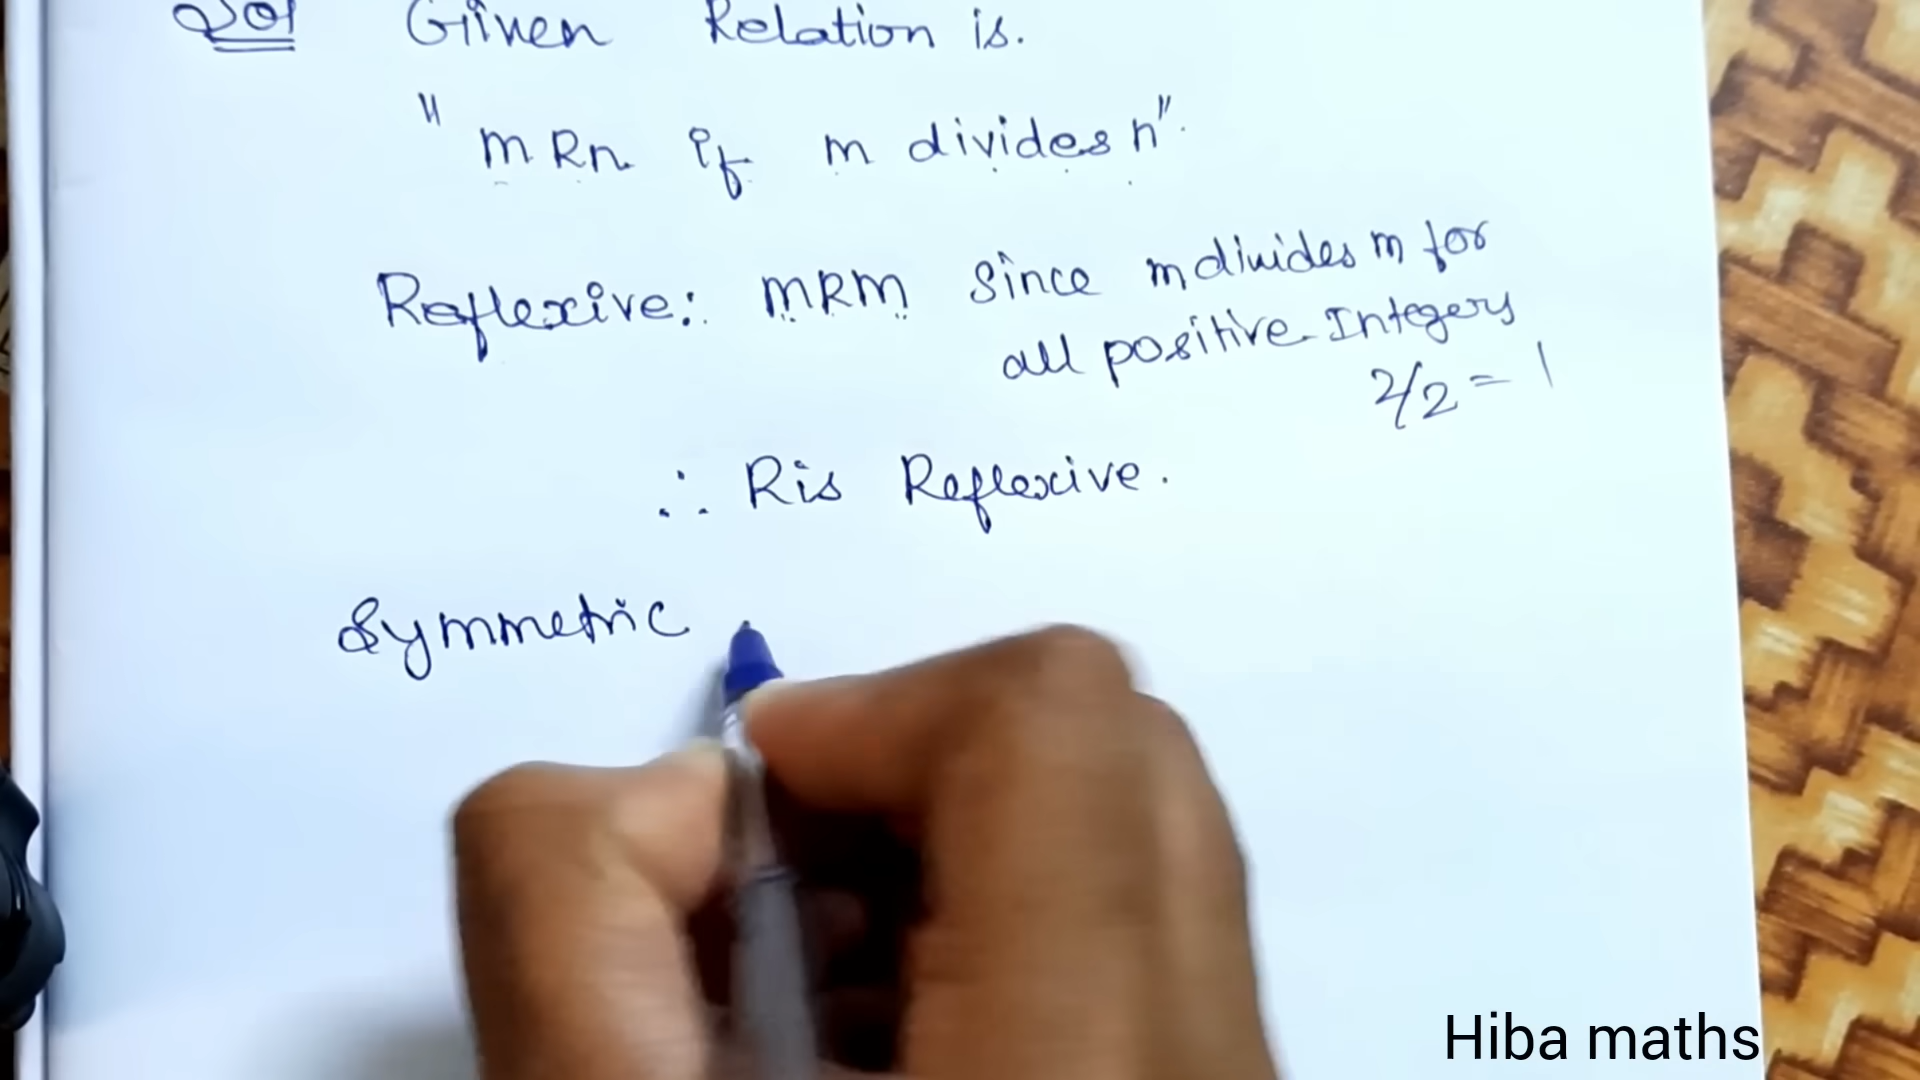 Sol Given Relation is.
" m R n if m divides n".
Reflexive: mRm Since m divides m for
all positive Integers
2/2 = 1
∴ R is Reflexive.
Symmetric
Hiba maths